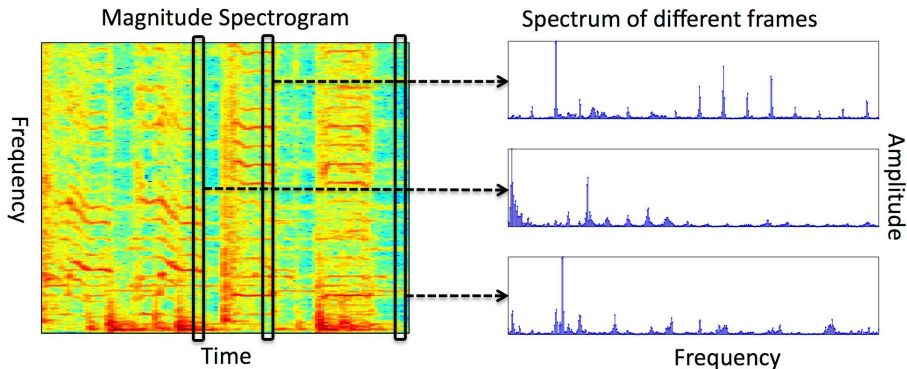 Magnitude Spectrogram
Spectrum of different frames
Frequency
Amplitude
Time
Frequency